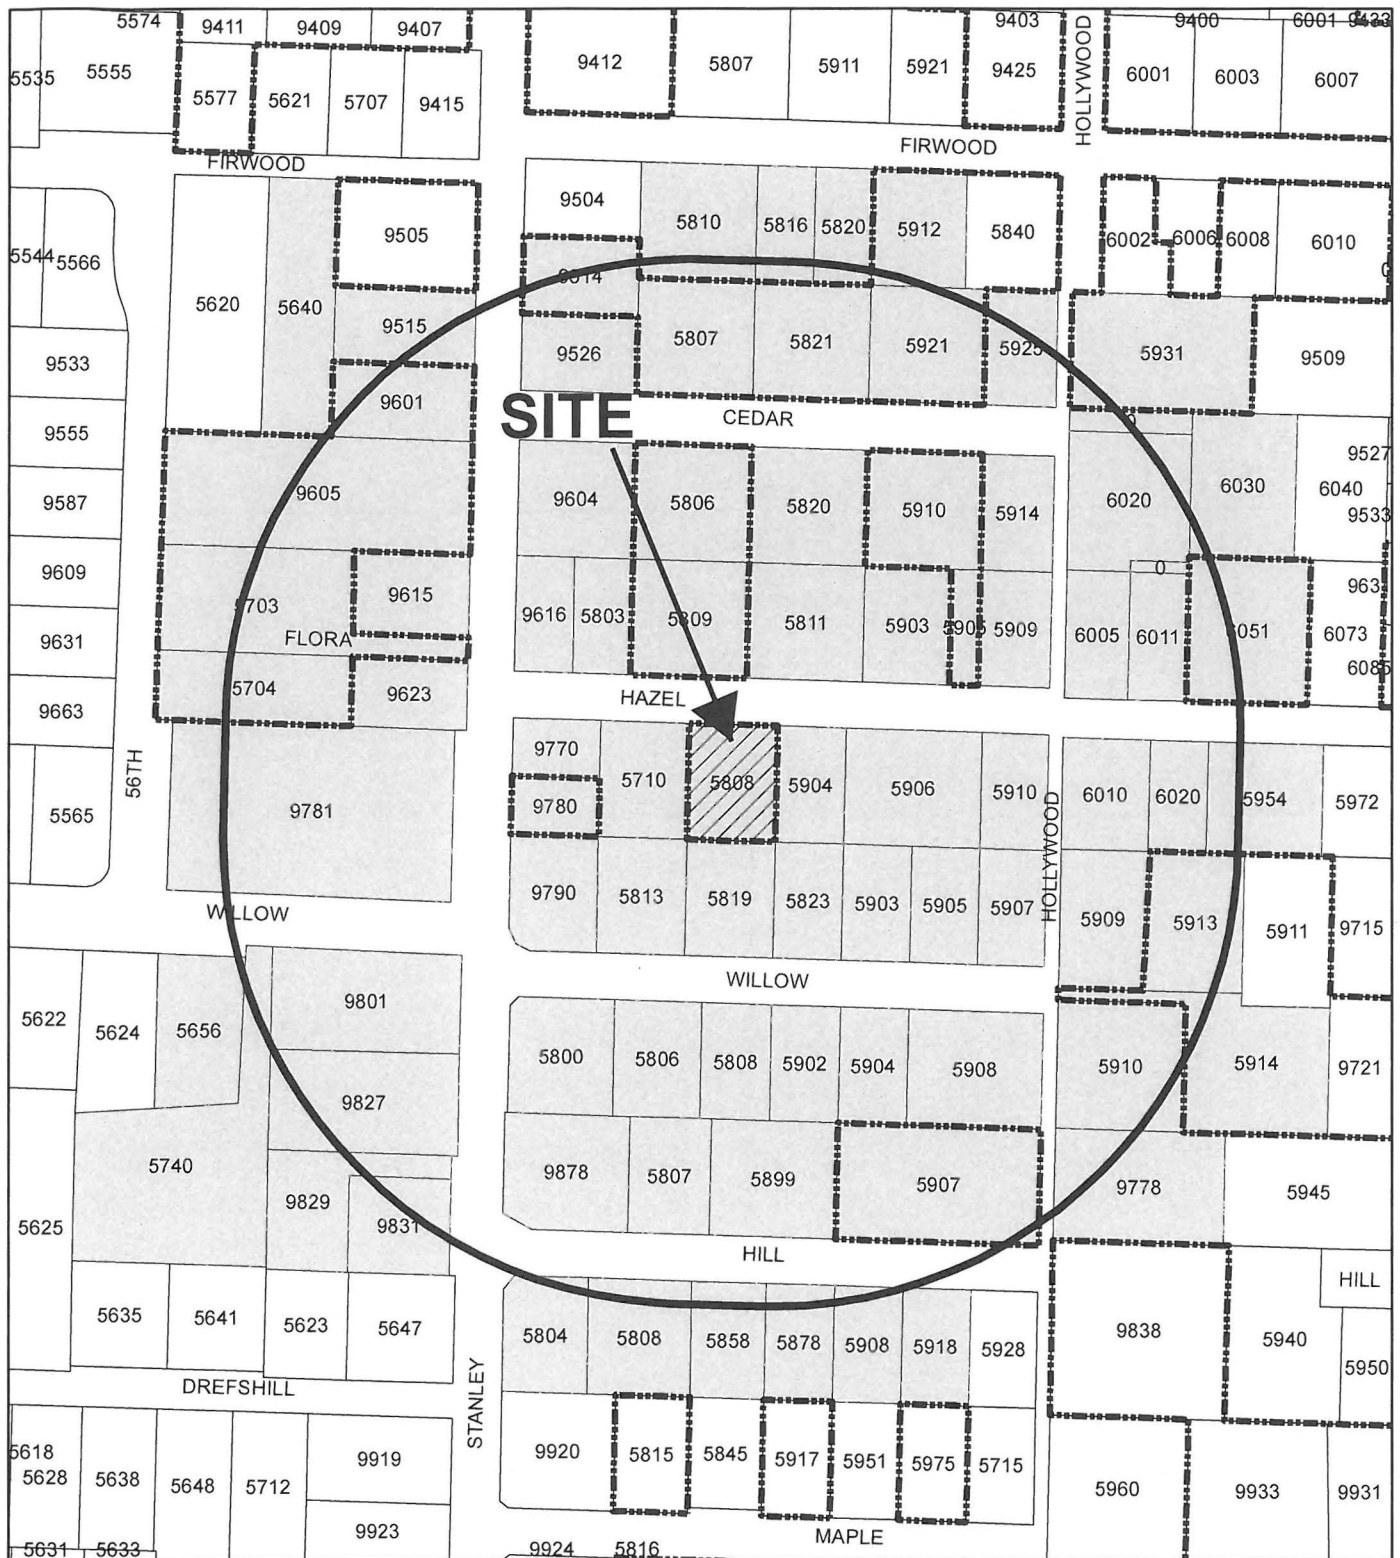 5574 9411 9409 9407 9403 9400 6001 9433
5535 5555 5577 5621 5707 9415 9412 5807 5911 5921 9425 HOLLYWOOD 6001 6003 6007
FIRWOOD FIRWOOD
9504 5810 5816 5820 5912 5840 6002 6006 6008 6010
5544 5566 9505 0
5620 5640 9515 9514 9526 5807 5821 5921 5925 5931 9509
9533 9601
SITE CEDAR 0
9555 9527
9587 9605 9604 5806 5820 5910 5914 6020 6030 6040 9533
9609 0
9703 9615 9616 5803 5809 5811 5903 5905 5909 6005 6011 6051 963 6073
9631 FLORA 6085
5704 9623 HAZEL
9663
56TH 9770 5710 5808 5904 5906 5910 HOLLYWOOD 6010 6020 5954 5972
5565 9781 9780
9790 5813 5819 5823 5903 5905 5907 5909 5913 5911 9715
WILLOW
WILLOW
5622 5624 5656 9801
5800 5806 5808 5902 5904 5908 5910 5914 9721
9827
5740 9878 5807 5899 5907 9778 5945
5625 9829 9831
HILL HILL
5635 5641 5623 5647 5804 5808 5858 5878 5908 5918 5928 9838 5940 5950
DREFSHILL STANLEY
5618
5628 5638 5648 5712 9919 9920 5815 5845 5917 5951 5975 5715 5960 9933 9931
9923 MAPLE
5631 5633 9924 5816